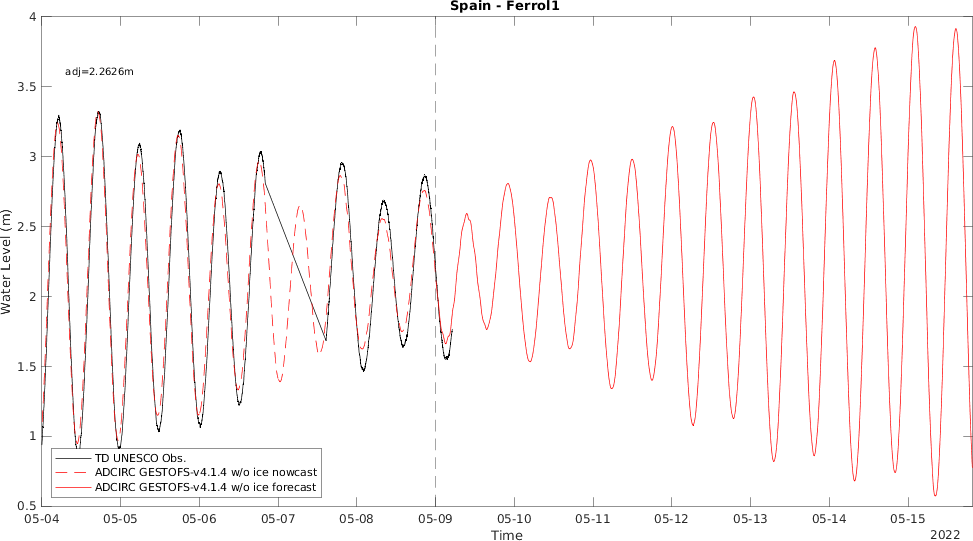 Spain - Ferrol1
adj=2.2626m
Water Level (m)
4
3.5
3
2.5
2
1.5
1
0.5
TD UNESCO Obs.
ADCIRC GESTOFS-v4.1.4 w/o ice nowcast
ADCIRC GESTOFS-v4.1.4 w/o ice forecast
05-04 05-05 05-06 05-07 05-08 05-09 05-10 05-11 05-12 05-13 05-14 05-15
Time
2022